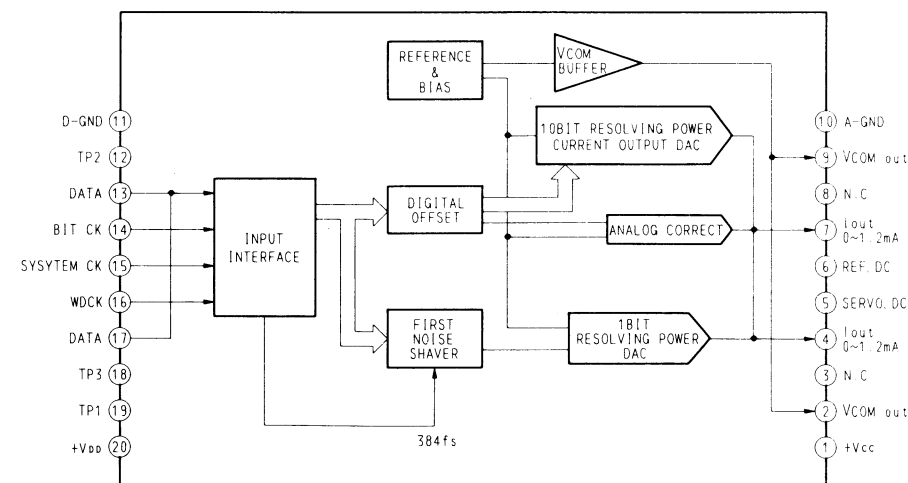 REFERENCE
&
BIAS
VCOM
BUFFER
10BIT RESOLVING POWER
CURRENT OUTPUT DAC
DIGITAL
OFFSET
ANALOG CORRECT
INPUT
INTERFACE
FIRST
NOISE
SHAVER
1BIT
RESOLVING POWER
DAC
384fs
D-GND 11
TP2 12
DATA 13
BIT CK 14
SYSYTEM CK 15
WDCK 16
DATA 17
TP3 18
TP1 19
+VDD 20
10 A-GND
9 VCOM out
8 N.C
7 Iout
0~1.2mA
6 REF.DC
5 SERVO.DC
4 Iout
0~1.2mA
3 N.C
2 VCOM out
1 +Vcc